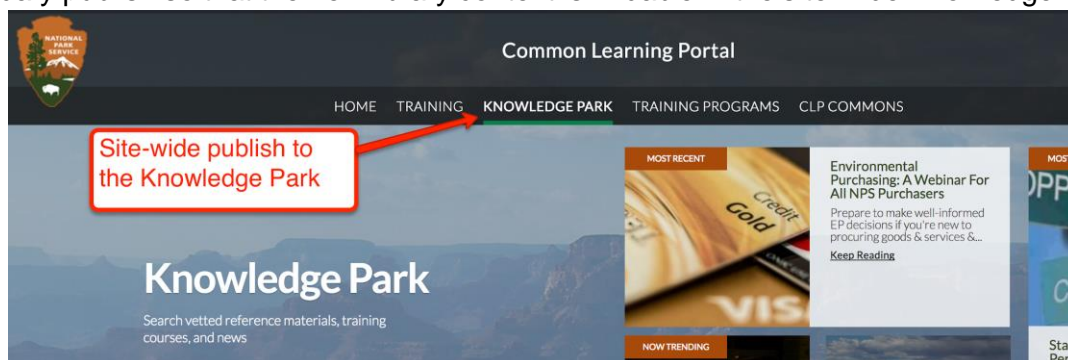 NATIONAL
PARK
SERVICE
Common Learning Portal
HOME TRAINING KNOWLEDGE PARK TRAINING PROGRAMS CLP COMMONS
Site-wide publish to
the Knowledge Park
MOST RECENT
Credit
Gold
VISA
Environmental
Purchasing: A Webinar For
All NPS Purchasers
Prepare to make well-informed
EP decisions if you're new to
procuring goods & services &...
Keep Reading
Knowledge Park
Search vetted reference materials, training
courses, and news
NOW TRENDING